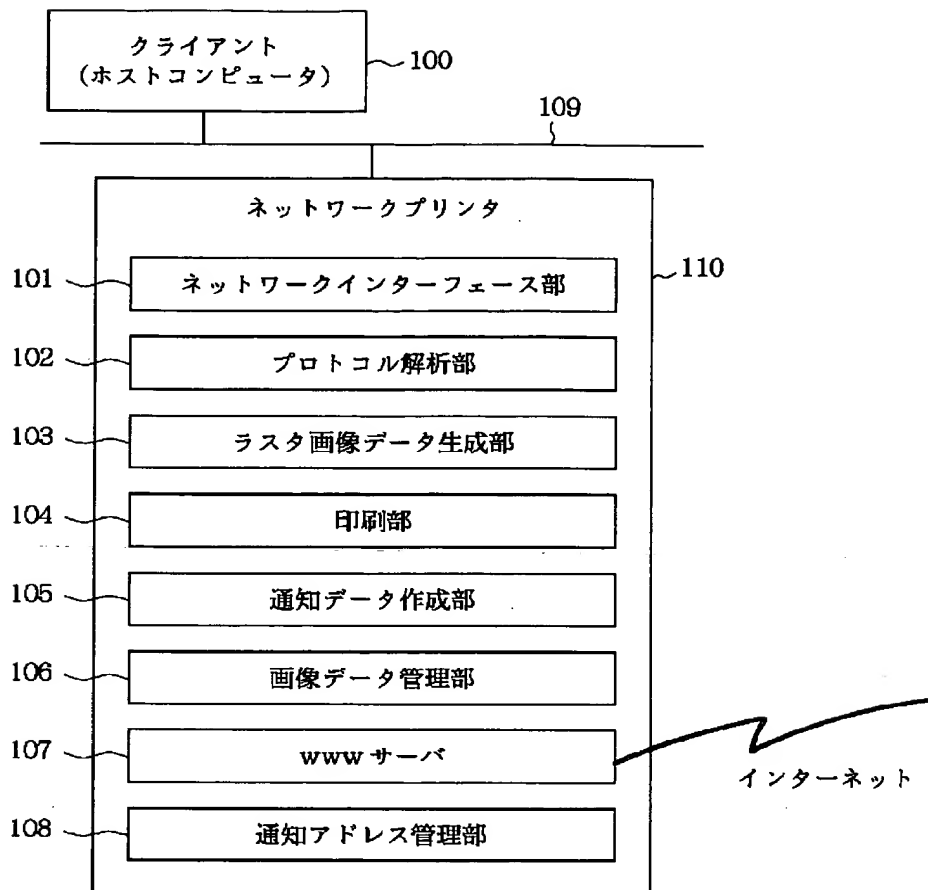 クライアント
(ホストコンピュータ)
100
109
ネットワークプリンタ
110
101
ネットワークインターフェース部
102
プロトコル解析部
103
ラスタ画像データ生成部
104
印刷部
105
通知データ作成部
106
画像データ管理部
107
wwwサーバ
インターネット
108
通知アドレス管理部